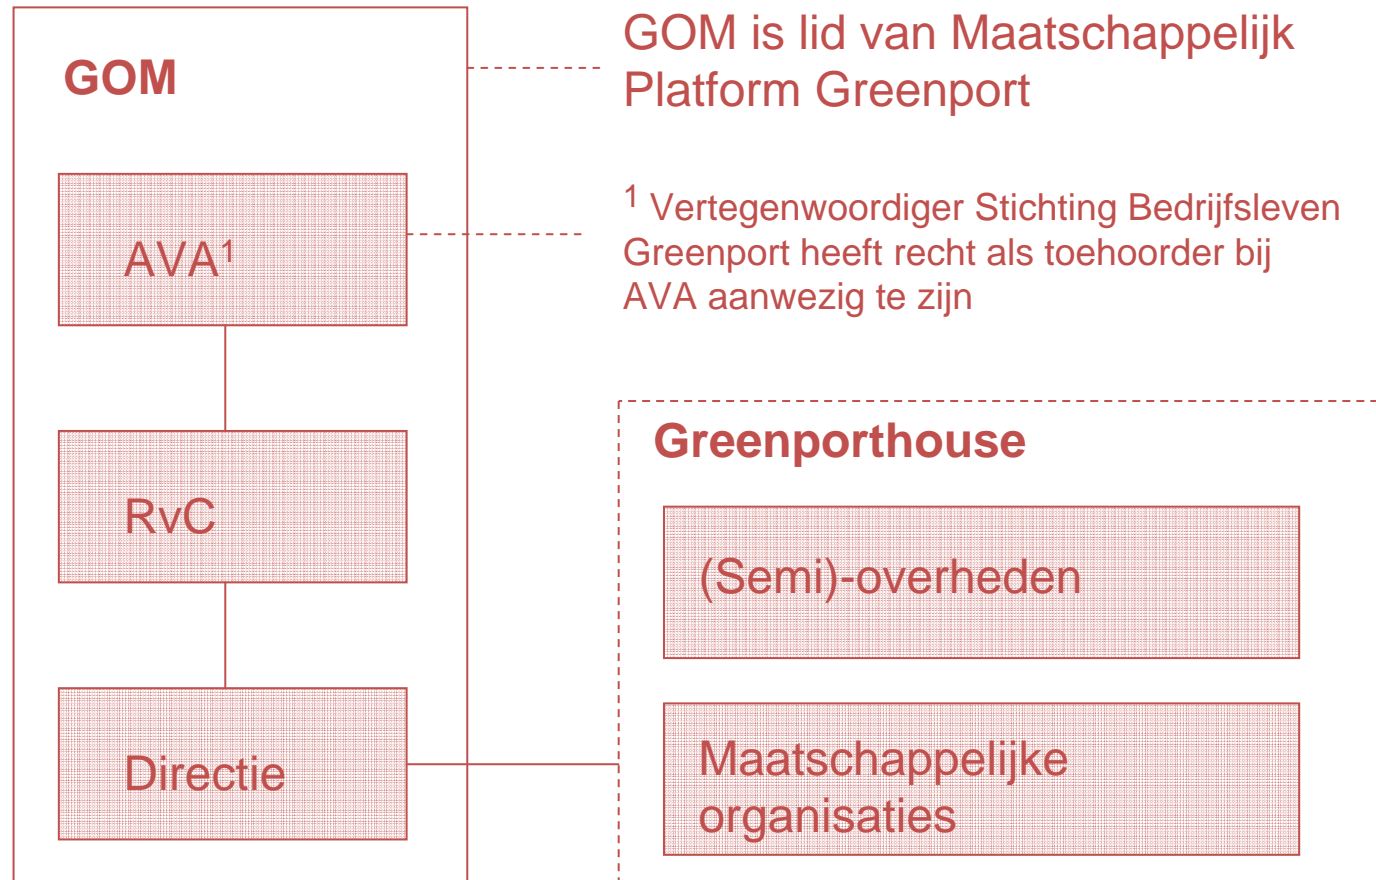 GOM
GOM is lid van Maatschappelijk
Platform Greenport
AVA¹
¹ Vertegenwoordiger Stichting Bedrijfsleven
Greenport heeft recht als toehoorder bij
AVA aanwezig te zijn
RvC
Directie
Greenporthouse
(Semi)-overheden
Maatschappelijke
organisaties